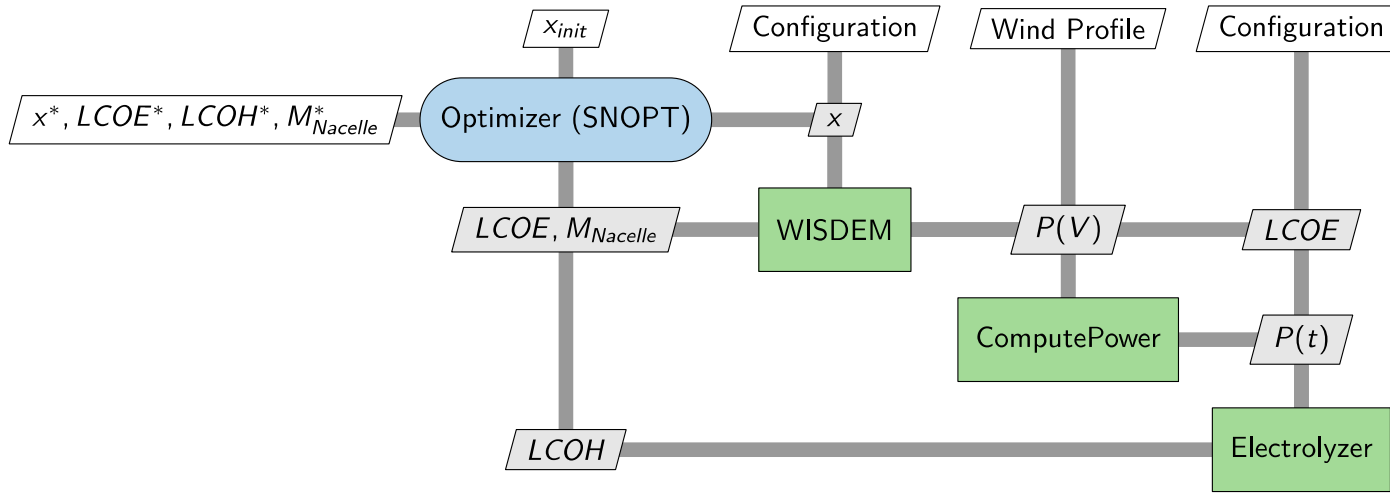 x_init
Configuration
Wind Profile
Configuration
x*, LCOE*, LCOH*, M*_Nacelle
Optimizer (SNOPT)
x
LCOE, M_Nacelle
WISDEM
P(V)
LCOE
ComputePower
P(t)
LCOH
Electrolyzer